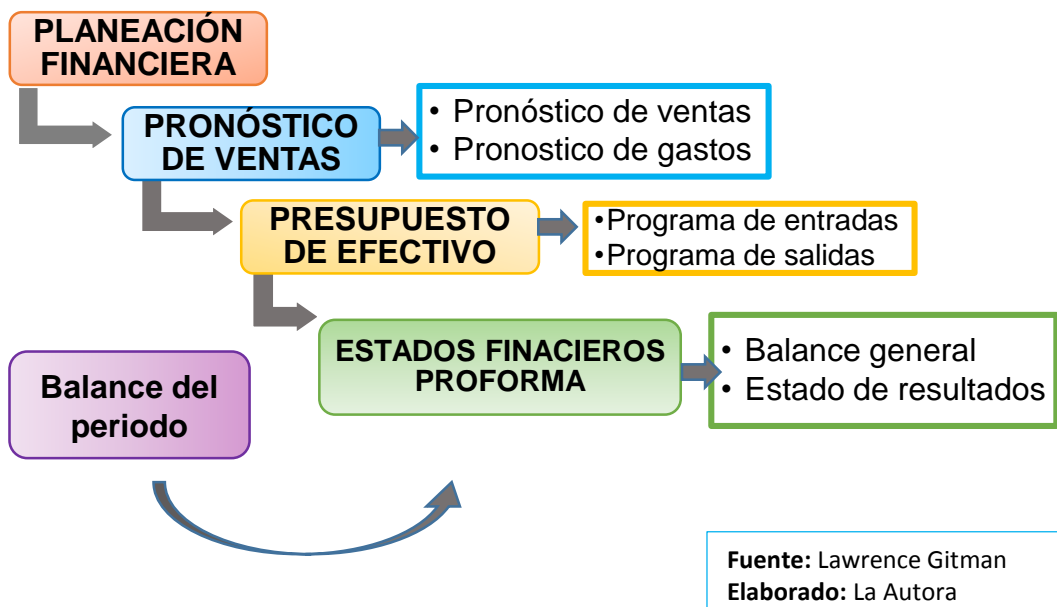 PLANEACIÓN
FINANCIERA
PRONÓSTICO
DE VENTAS
• Pronóstico de ventas
• Pronostico de gastos
PRESUPUESTO
DE EFECTIVO
•Programa de entradas
•Programa de salidas
ESTADOS FINACIEROS
PROFORMA
• Balance general
• Estado de resultados
Balance del
periodo
Fuente: Lawrence Gitman
Elaborado: La Autora